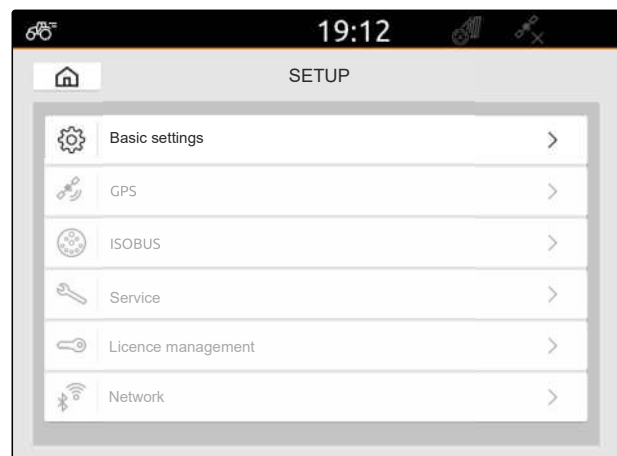 19:12
SETUP
Basic settings
GPS
ISOBUS
Service
Licence management
Network